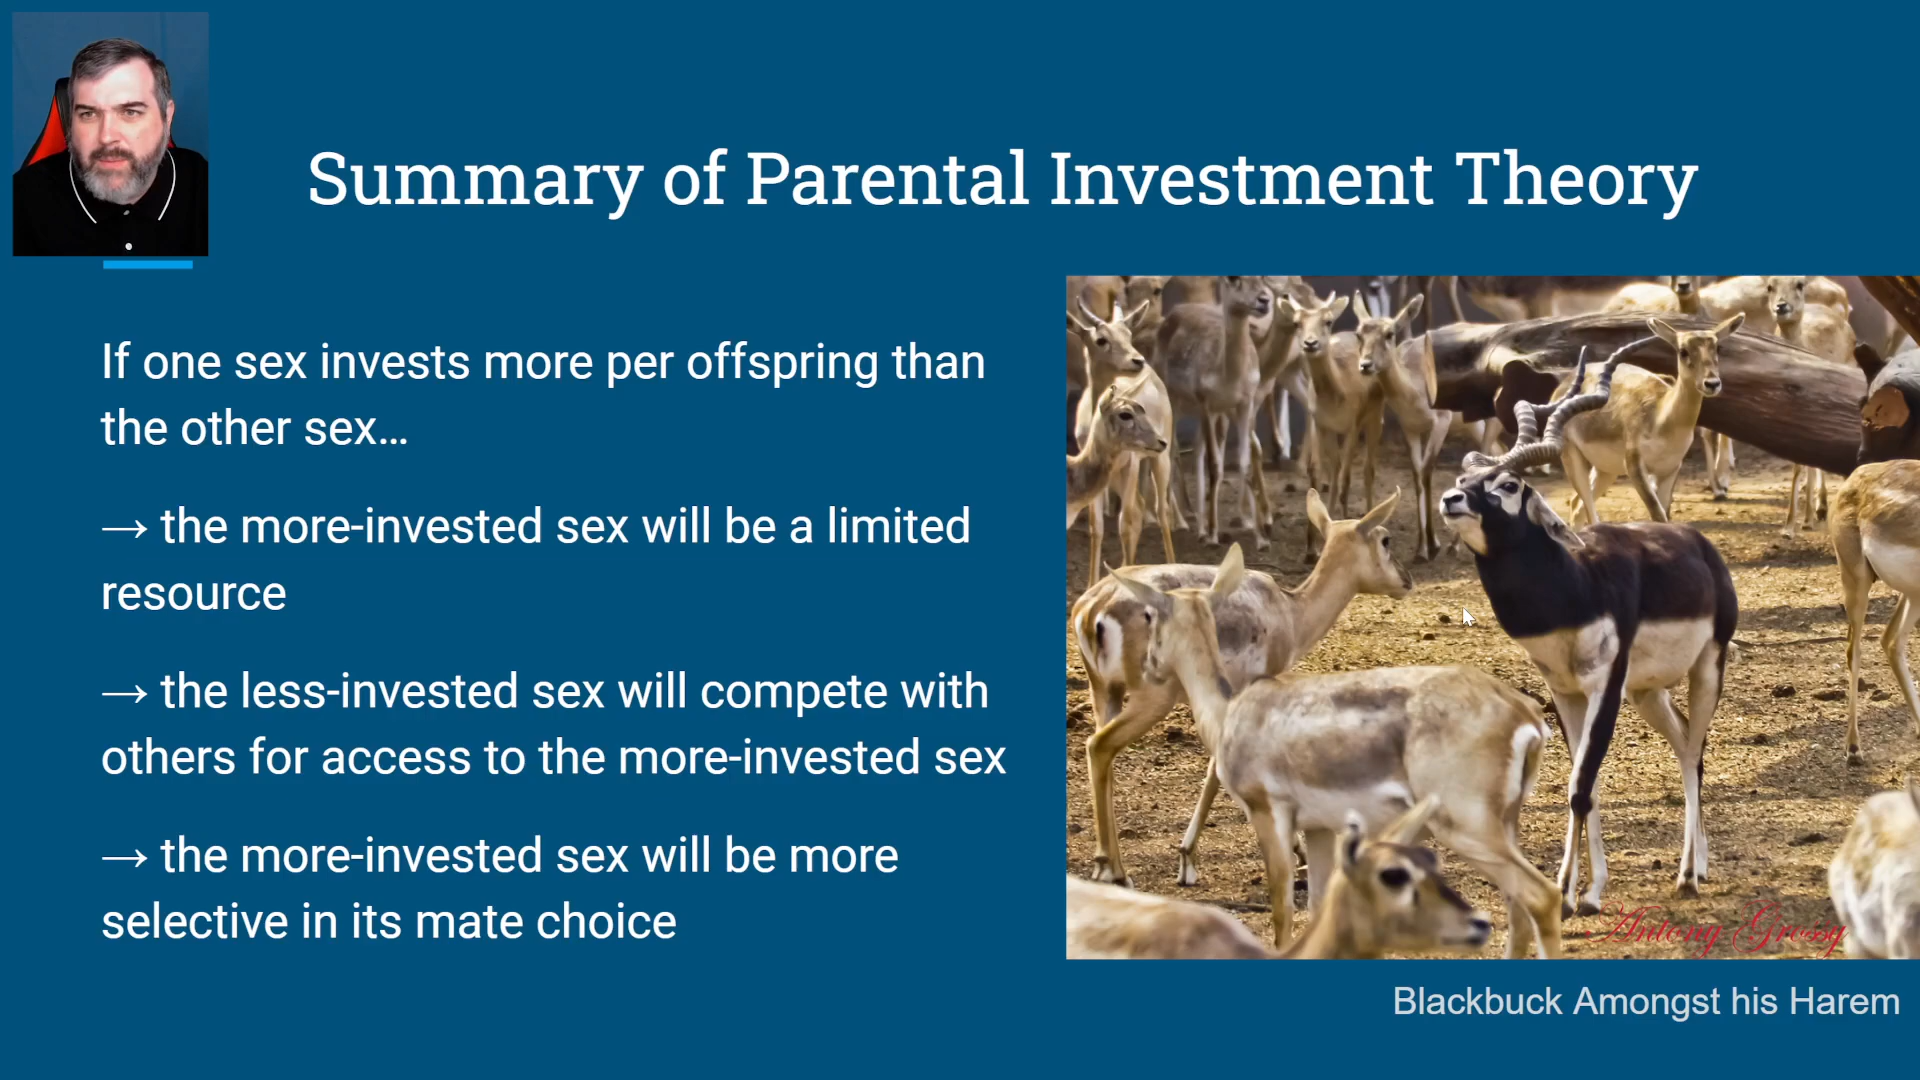 Summary of Parental Investment Theory
If one sex invests more per offspring than
the other sex…
→ the more-invested sex will be a limited
resource
→ the less-invested sex will compete with
others for access to the more-invested sex
→ the more-invested sex will be more
selective in its mate choice
Antony Grossy
Blackbuck Amongst his Harem